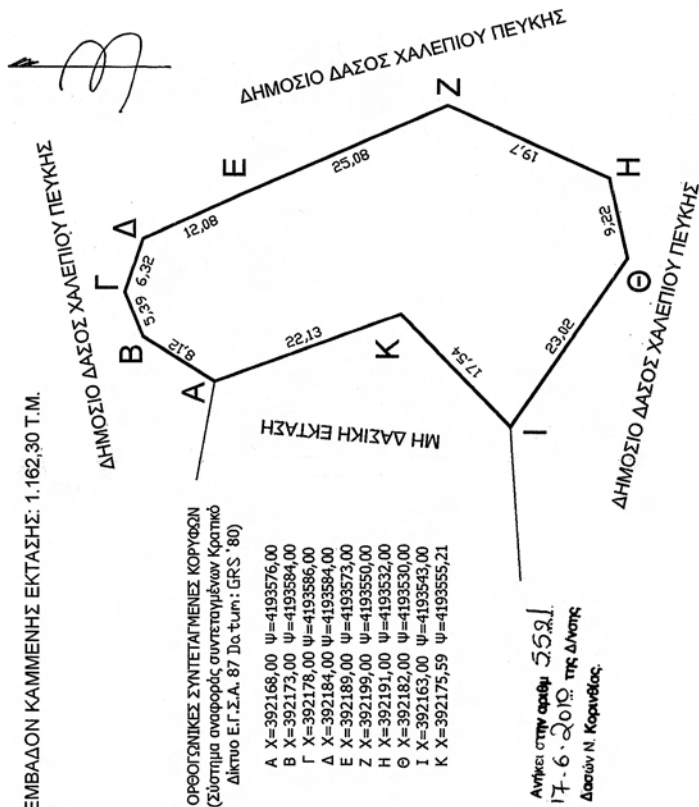 ΕΜΒΑΔΟΝ ΚΑΜΜΕΝΗΣ ΕΚΤΑΣΗΣ: 1.162,30 Τ.Μ.
ΔΗΜΟΣΙΟ ΔΑΣΟΣ ΧΑΛΕΠΙΟΥ ΠΕΥΚΗΣ
ΔΗΜΟΣΙΟ ΔΑΣΟΣ ΧΑΛΕΠΙΟΥ ΠΕΥΚΗΣ
ΔΗΜΟΣΙΟ ΔΑΣΟΣ ΧΑΛΕΠΙΟΥ ΠΕΥΚΗΣ
ΜΗ ΔΑΣΙΚΗ ΕΚΤΑΣΗ
Α
8,12
Β
5,39
Γ
6,32
Δ
12,08
Ε
25,08
Ζ
19,7
Η
9,22
Θ
23,02
Ι
17,54
Κ
22,13
ΟΡΘΟΓΩΝΙΚΕΣ ΣΥΝΤΕΤΑΓΜΕΝΕΣ ΚΟΡΥΦΩΝ
(Σύστημα αναφοράς συντεταγμένων Κρατικό
Δίκτυο Ε.Γ.Σ.Α. 87 Datum: GRS '80)
Α Χ=392168,00 Ψ=4193576,00
Β Χ=392173,00 Ψ=4193584,00
Γ Χ=392178,00 Ψ=4193586,00
Δ Χ=392184,00 Ψ=4193584,00
Ε Χ=392189,00 Ψ=4193573,00
Ζ Χ=392199,00 Ψ=4193550,00
Η Χ=392191,00 Ψ=4193532,00
Θ Χ=392182,00 Ψ=4193530,00
Ι Χ=392163,00 Ψ=4193543,00
Κ Χ=392175,59 Ψ=4193555,21
Ανήκει στην αριθμ 5521
17-6-2010 της Δ/νσης
Δασών Ν. Κορινθίας.